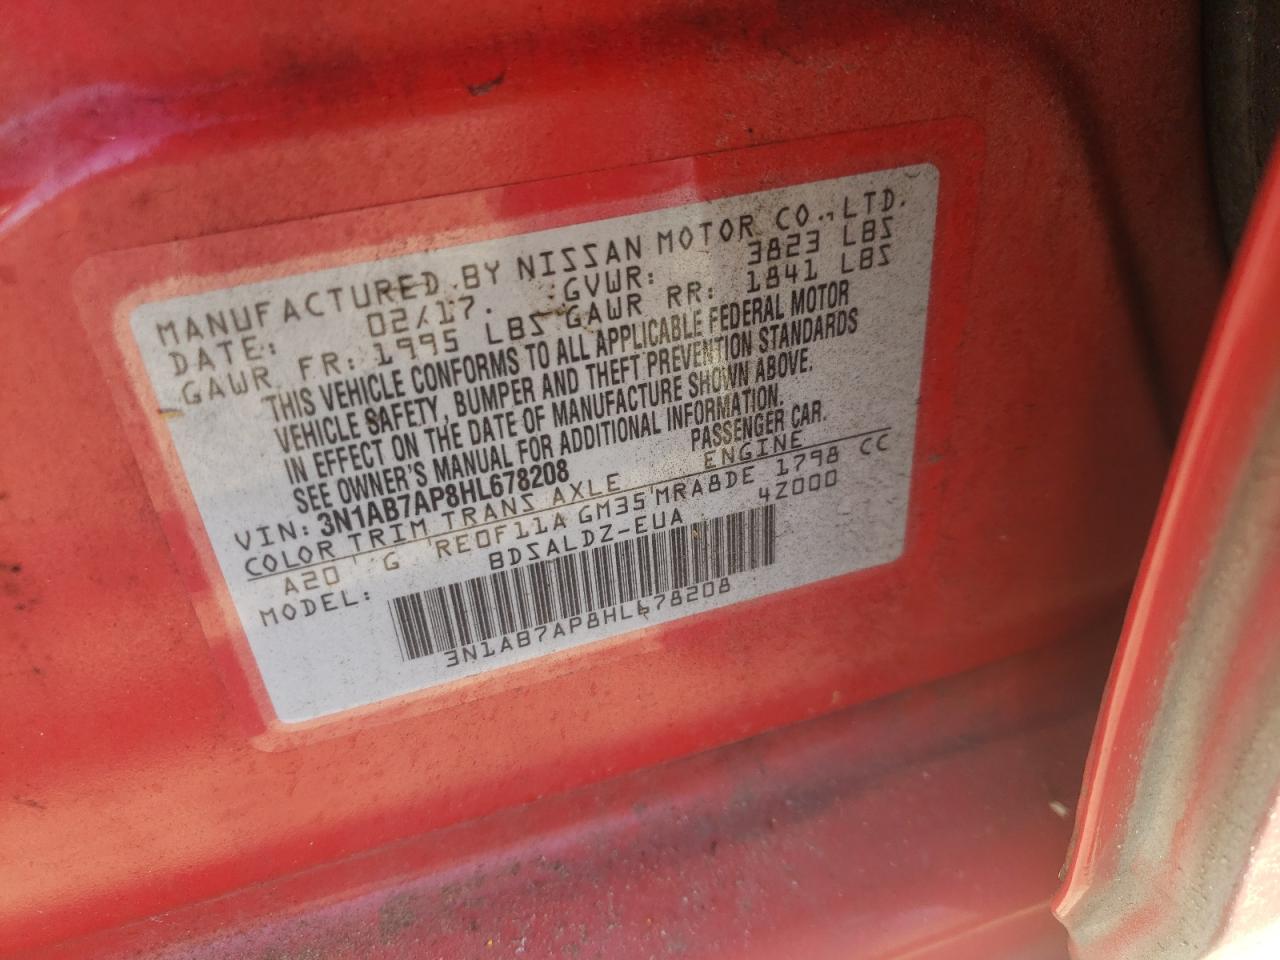 MANUFACTURED BY NISSAN MOTOR CO., LTD.
DATE: 02/17. GVWR: 3823 LBS
GAWR FR: 1995 LBS GAWR RR: 1841 LBS
THIS VEHICLE CONFORMS TO ALL APPLICABLE FEDERAL MOTOR
VEHICLE SAFETY, BUMPER AND THEFT PREVENTION STANDARDS
IN EFFECT ON THE DATE OF MANUFACTURE SHOWN ABOVE.
SEE OWNER'S MANUAL FOR ADDITIONAL INFORMATION.
VIN: 3N1AB7AP8HL678208 PASSENGER CAR.
COLOR TRIM TRANS AXLE ENGINE
A20 G RE0F11A GM35 MRA8DE 1798 CC
MODEL: BDSALDZ-EUA 4Z000
3N1AB7AP8HL678208